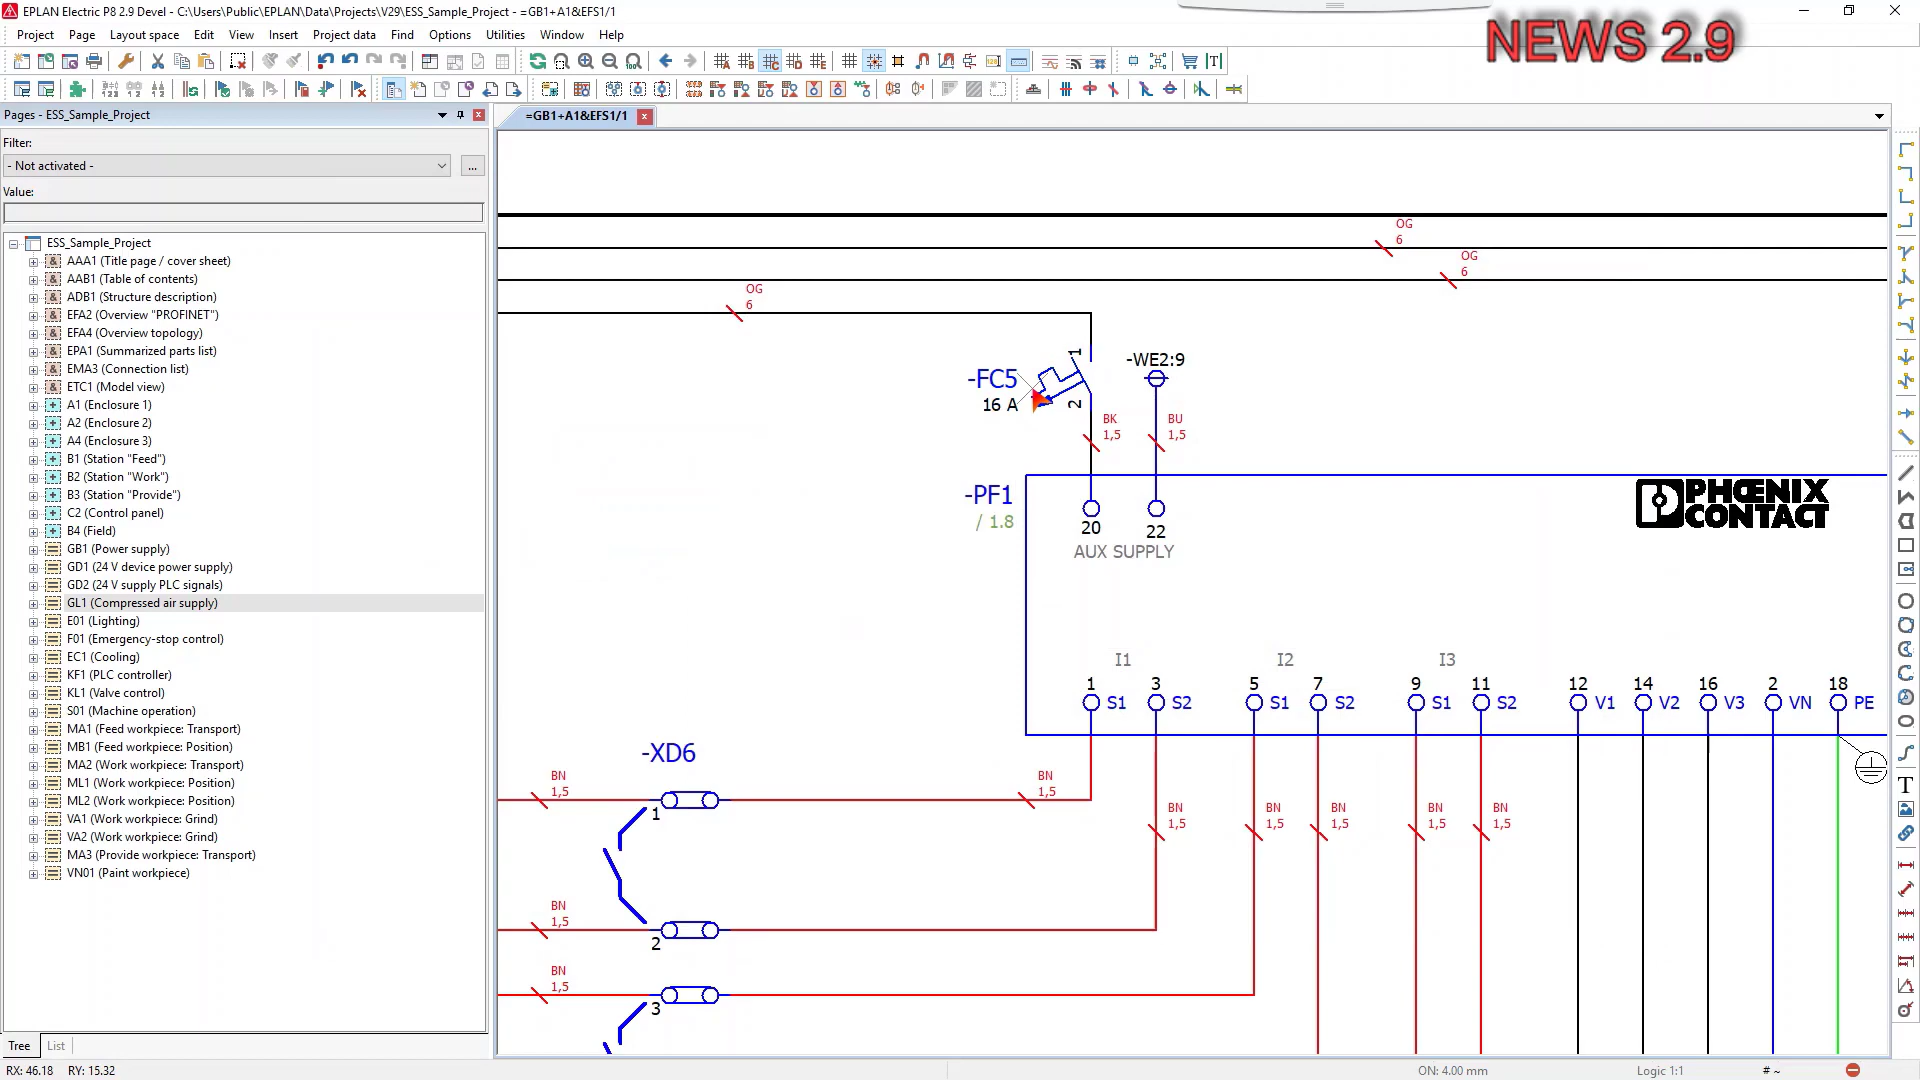 EPLAN Electric P8 2.9 Devel - C:\Users\Public\EPLAN\Data\Projects\V29\ESS_Sample_Project - =GB1+A1&EFS1/1
NEWS 2.9
Project Page Layout space Edit View Insert Project data Find Options Utilities Window Help
Pages - ESS_Sample_Project
=GB1+A1&EFS1/1
Filter:
- Not activated -
...
Value:
ESS_Sample_Project
AAA1 (Title page / cover sheet)
AAB1 (Table of contents)
ADB1 (Structure description)
EFA2 (Overview "PROFINET")
EFA4 (Overview topology)
EPA1 (Summarized parts list)
EMA3 (Connection list)
ETC1 (Model view)
A1 (Enclosure 1)
A2 (Enclosure 2)
A4 (Enclosure 3)
B1 (Station "Feed")
B2 (Station "Work")
B3 (Station "Provide")
C2 (Control panel)
B4 (Field)
GB1 (Power supply)
GD1 (24 V device power supply)
GD2 (24 V supply PLC signals)
GL1 (Compressed air supply)
E01 (Lighting)
F01 (Emergency-stop control)
EC1 (Cooling)
KF1 (PLC controller)
KL1 (Valve control)
S01 (Machine operation)
MA1 (Feed workpiece: Transport)
MB1 (Feed workpiece: Position)
MA2 (Work workpiece: Transport)
ML1 (Work workpiece: Position)
ML2 (Work workpiece: Position)
VA1 (Work workpiece: Grind)
VA2 (Work workpiece: Grind)
MA3 (Provide workpiece: Transport)
VN01 (Paint workpiece)
Tree List
OG
6
OG
6
OG
6
-FC5
16 A
1
2
-WE2:9
BK
1,5
BU
1,5
-PF1
/ 1.8
20 22
AUX SUPPLY
PHŒNIX
CONTACT
I1 I2 I3
1 3 5 7 9 11 12 14 16 2 18
S1 S2 S1 S2 S1 S2 V1 V2 V3 VN PE
-XD6
BN
1,5
BN
1,5
1
BN
1,5
BN
1,5
BN
1,5
BN
1,5
BN
1,5
BN
1,5
2
BN
1,5
3
RX: 46.18 RY: 15.32
ON: 4.00 mm
Logic 1:1
# ~